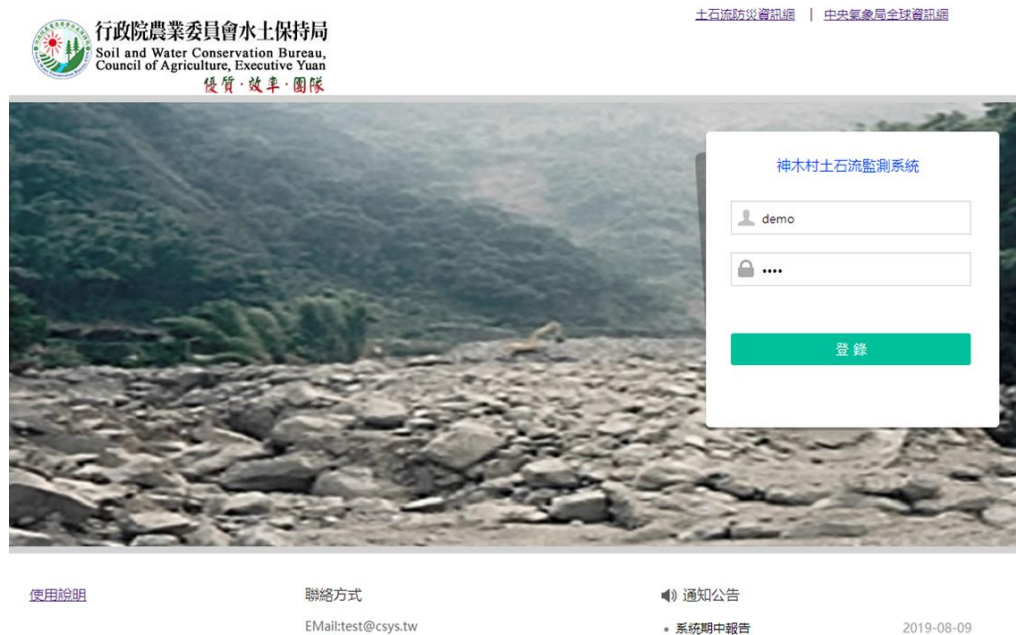 土石流防災資訊網 | 中央氣象局全球資訊網
行政院農業委員會水土保持局
Soil and Water Conservation Bureau,
Council of Agriculture, Executive Yuan
優質·效率·團隊
神木村土石流監測系統
demo
••••
登 錄
使用說明
聯絡方式
通知公告
EMail:test@csys.tw
• 系統期中報告
2019-08-09